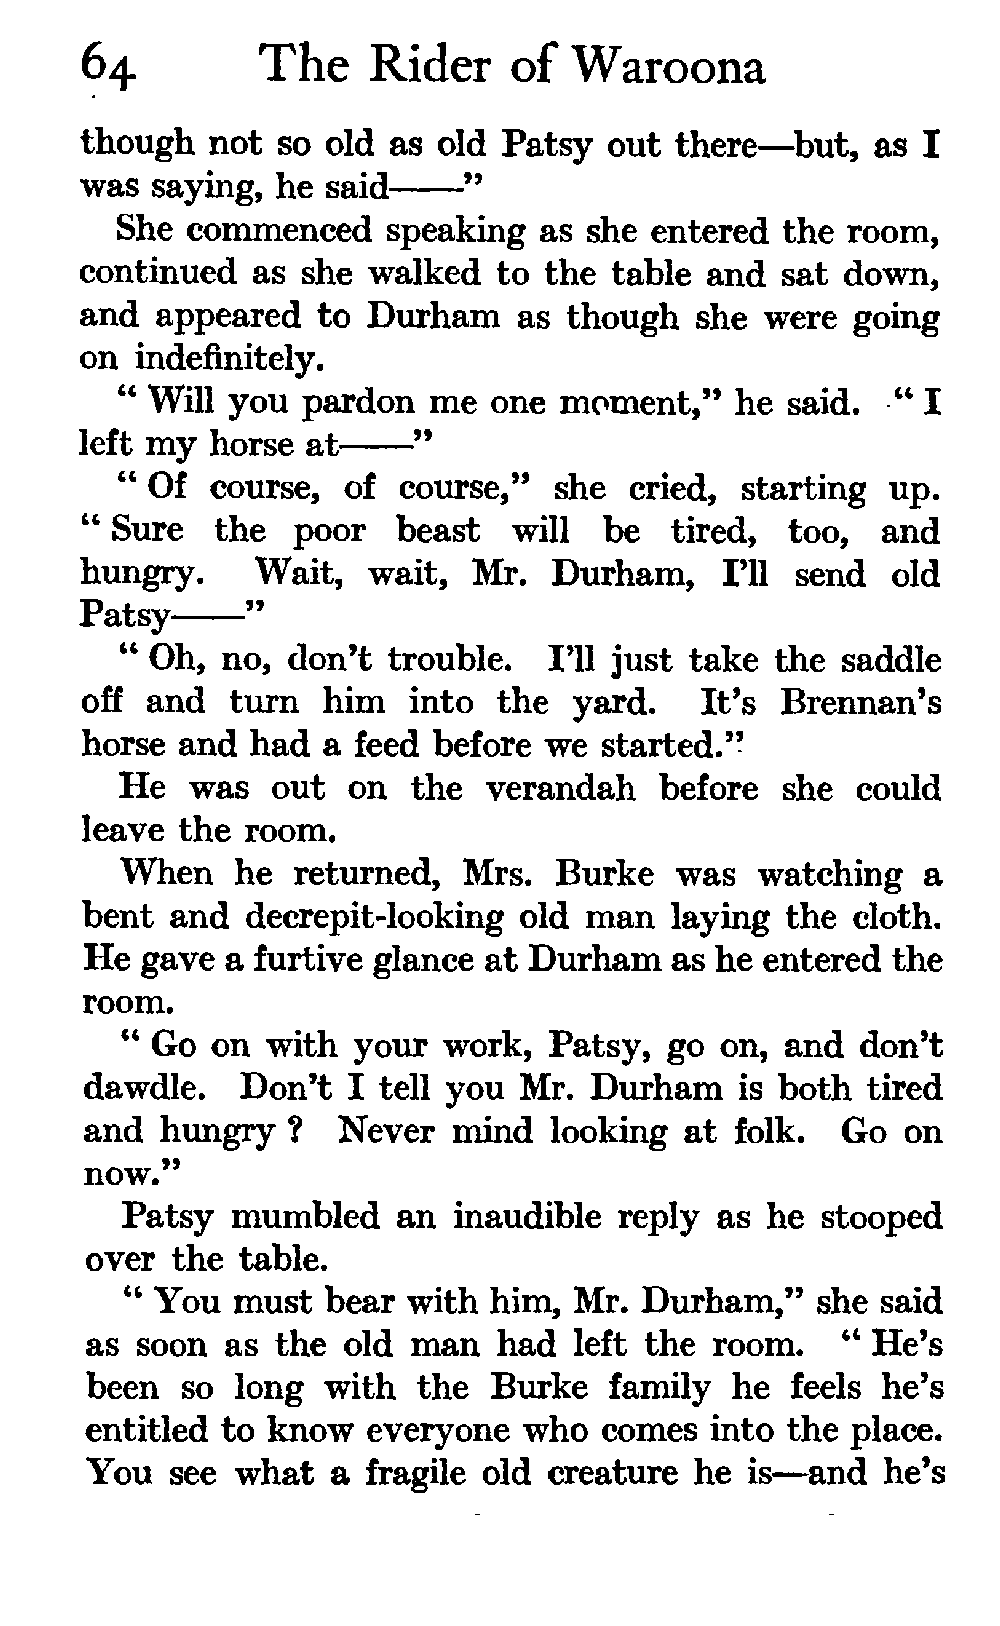 64 The Rider of Waroona
though not so old as old Patsy out there—but, as I
was saying, he said——”
She commenced speaking as she entered the room,
continued as she walked to the table and sat down,
and appeared to Durham as though she were going
on indefinitely.
“ Will you pardon me one moment,” he said. “ I
left my horse at——”
“ Of course, of course,” she cried, starting up.
“ Sure the poor beast will be tired, too, and
hungry. Wait, wait, Mr. Durham, I’ll send old
Patsy——”
“ Oh, no, don’t trouble. I’ll just take the saddle
off and turn him into the yard. It’s Brennan’s
horse and had a feed before we started.”
He was out on the verandah before she could
leave the room.
When he returned, Mrs. Burke was watching a
bent and decrepit-looking old man laying the cloth.
He gave a furtive glance at Durham as he entered the
room.
“ Go on with your work, Patsy, go on, and don’t
dawdle. Don’t I tell you Mr. Durham is both tired
and hungry ? Never mind looking at folk. Go on
now.”
Patsy mumbled an inaudible reply as he stooped
over the table.
“ You must bear with him, Mr. Durham,” she said
as soon as the old man had left the room. “ He’s
been so long with the Burke family he feels he’s
entitled to know everyone who comes into the place.
You see what a fragile old creature he is—and he’s